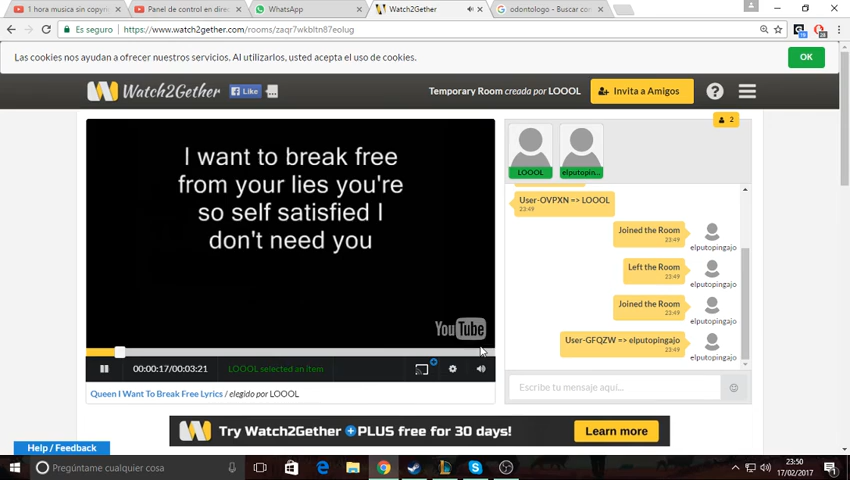 1 hora musica sin copyr
Panel de control en direc
WhatsApp
Watch2Gether
odontologo - Buscar con
Es seguro
https://www.watch2gether.com/rooms/zaqr7wkbltn87eolug
Las cookies nos ayudan a ofrecer nuestros servicios. Al utilizarlos, usted acepta el uso de cookies.
OK
Watch2Gether
Like
Temporary Room creada por LOOOL
Invita a Amigos
2
I want to break free
from your lies you're
so self satisfied I
don't need you
YouTube
00:00:17/00:03:21
LOOOL selected an item
Queen I Want To Break Free Lyrics / elegido por LOOOL
LOOOL
elputopin...
User-OVPXN => LOOOL
23:49
Joined the Room
23:49
elputopingajo
Left the Room
23:49
elputopingajo
Joined the Room
23:49
elputopingajo
User-GFQZW => elputopingajo
23:49
elputopingajo
Escribe tu mensaje aquí...
Try Watch2Gether PLUS free for 30 days!
Learn more
Help / Feedback
Pregúntame cualquier cosa
23:50
17/02/2017